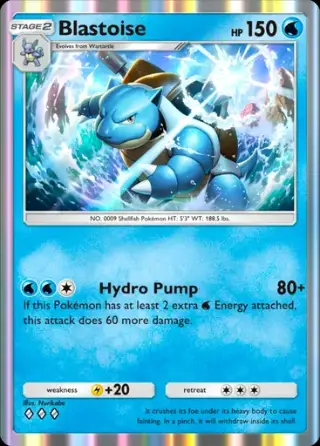 STAGE 2 Blastoise HP 150
Evolves from Wartortle
NO. 0009 Shellfish Pokémon HT: 5'3" WT: 188.5 lbs.
Hydro Pump 80+
If this Pokémon has at least 2 extra Energy attached,
this attack does 60 more damage.
weakness +20 retreat
Illus. Nurikabe
It crushes its foe under its heavy body to cause
fainting. In a pinch, it will withdraw inside its shell.